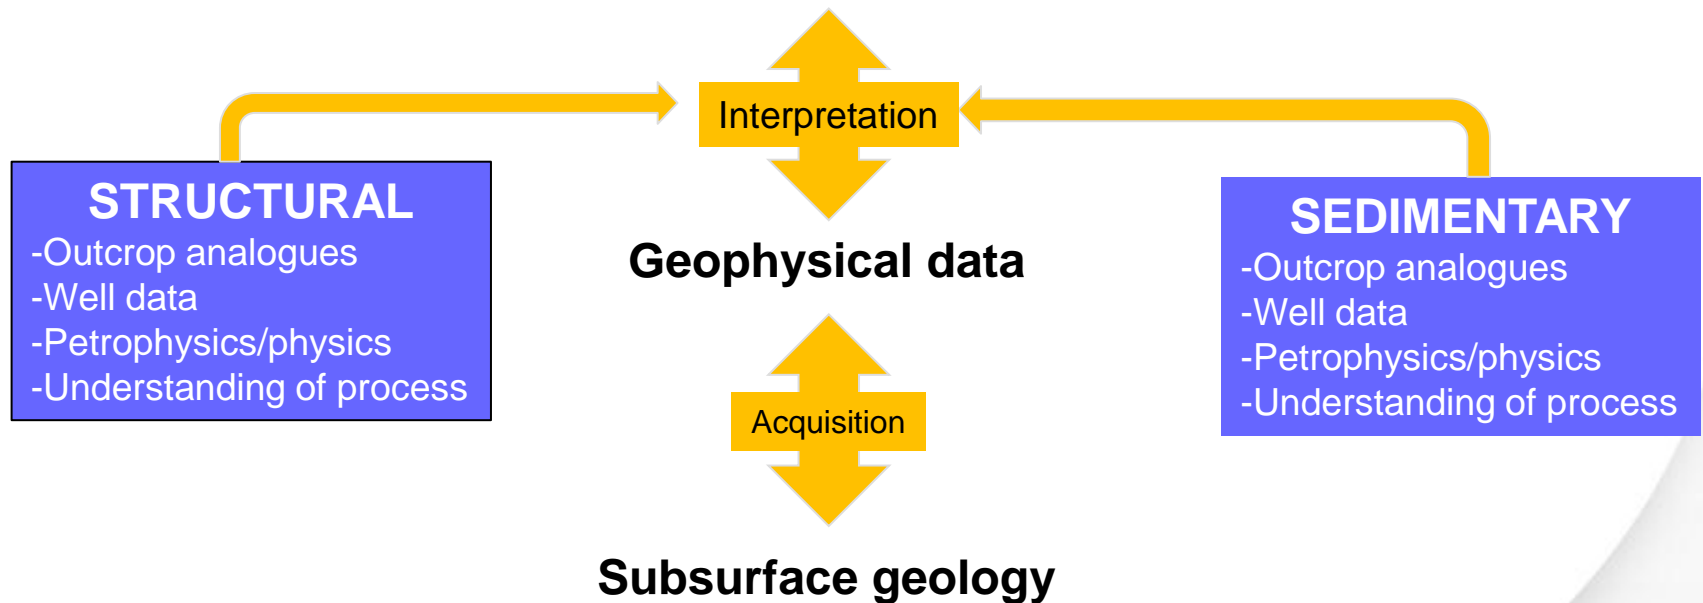 Interpretation
STRUCTURAL
-Outcrop analogues
-Well data
-Petrophysics/physics
-Understanding of process
SEDIMENTARY
-Outcrop analogues
-Well data
-Petrophysics/physics
-Understanding of process
Geophysical data
Acquisition
Subsurface geology